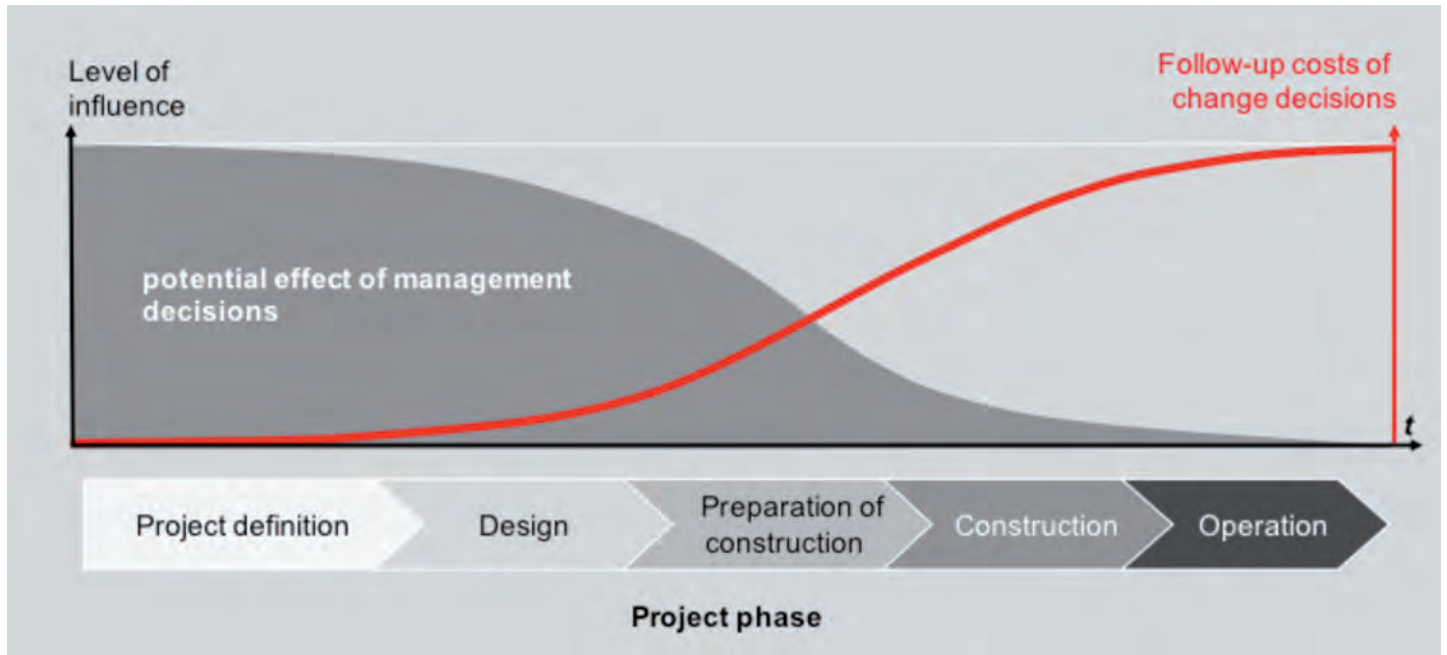 Level of
influence
Follow-up costs of
change decisions
potential effect of management
decisions
t
Project definition
Design
Preparation of
construction
Construction
Operation
Project phase